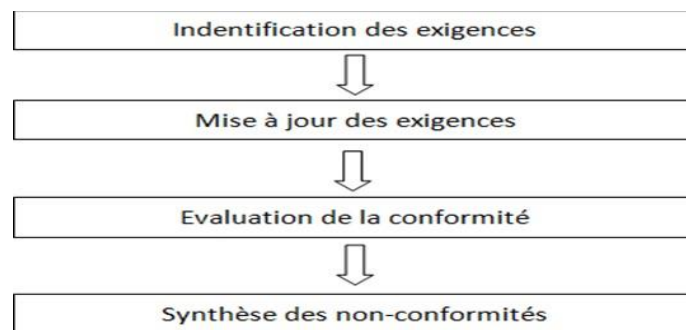 Indentification des exigences
Mise à jour des exigences
Evaluation de la conformité
Synthèse des non-conformités